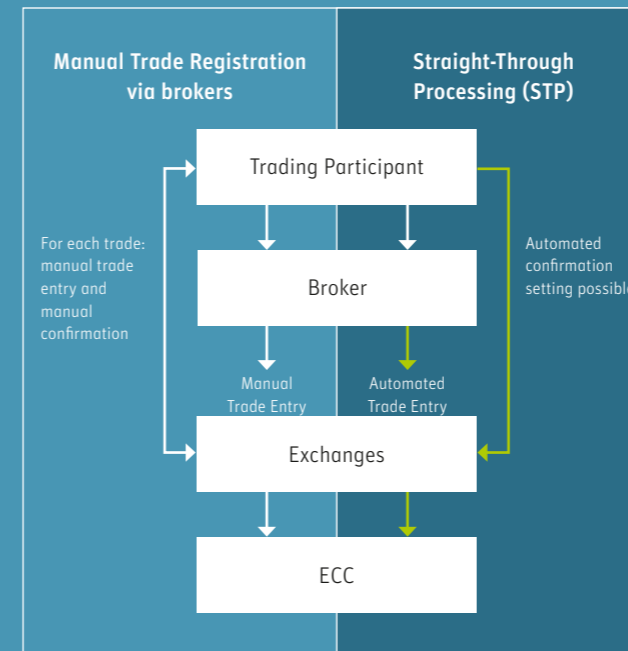 Manual Trade Registration
via brokers
Straight-Through
Processing (STP)
Trading Participant
For each trade:
manual trade
entry and
manual
confirmation
Automated
confirmation
setting possible
Broker
Manual
Trade Entry
Automated
Trade Entry
Exchanges
ECC